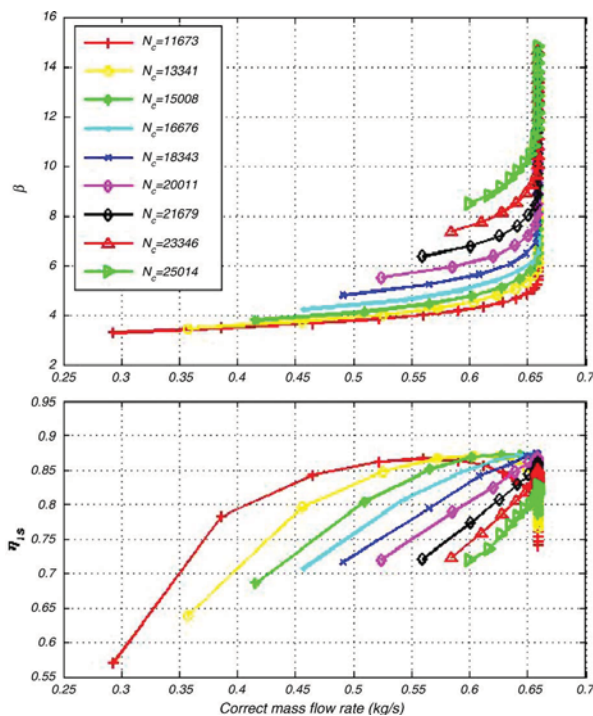 16
14
12
10
8
6
4
2
β
N_c=11673
N_c=13341
N_c=15008
N_c=16676
N_c=18343
N_c=20011
N_c=21679
N_c=23346
N_c=25014
0.25 0.3 0.35 0.4 0.45 0.5 0.55 0.6 0.65 0.7
0.95
0.9
0.85
0.8
0.75
0.7
0.65
0.6
0.55
η_is
0.25 0.3 0.35 0.4 0.45 0.5 0.55 0.6 0.65 0.7
Correct mass flow rate (kg/s)